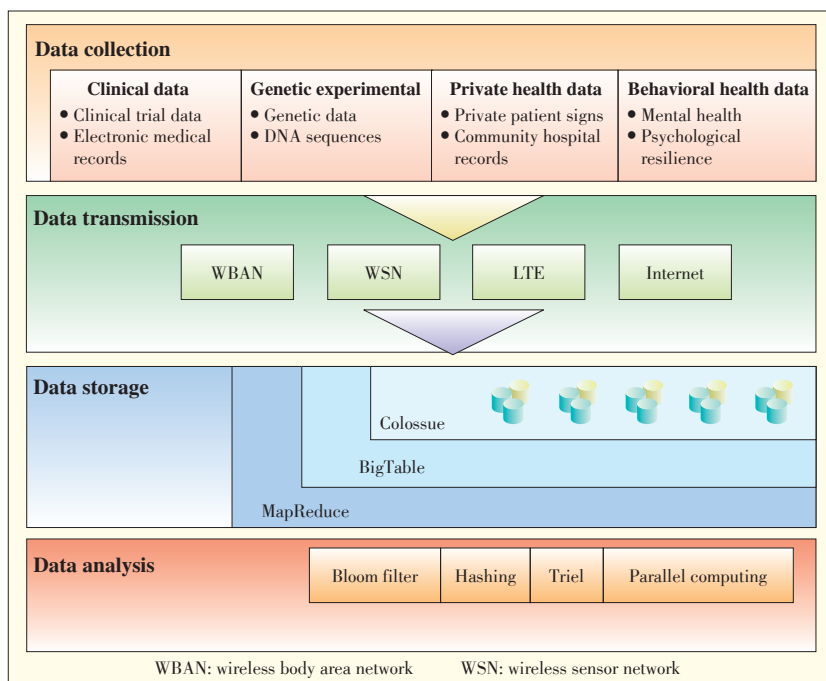 Data collection
Clinical data
• Clinical trial data
• Electronic medical
records
Genetic experimental
• Genetic data
• DNA sequences
Private health data
• Private patient signs
• Community hospital
records
Behavioral health data
• Mental health
• Psychological
resilience
Data transmission
WBAN
WSN
LTE
Internet
Data storage
Colossue
BigTable
MapReduce
Data analysis
Bloom filter
Hashing
Triel
Parallel computing
WBAN: wireless body area network
WSN: wireless sensor network